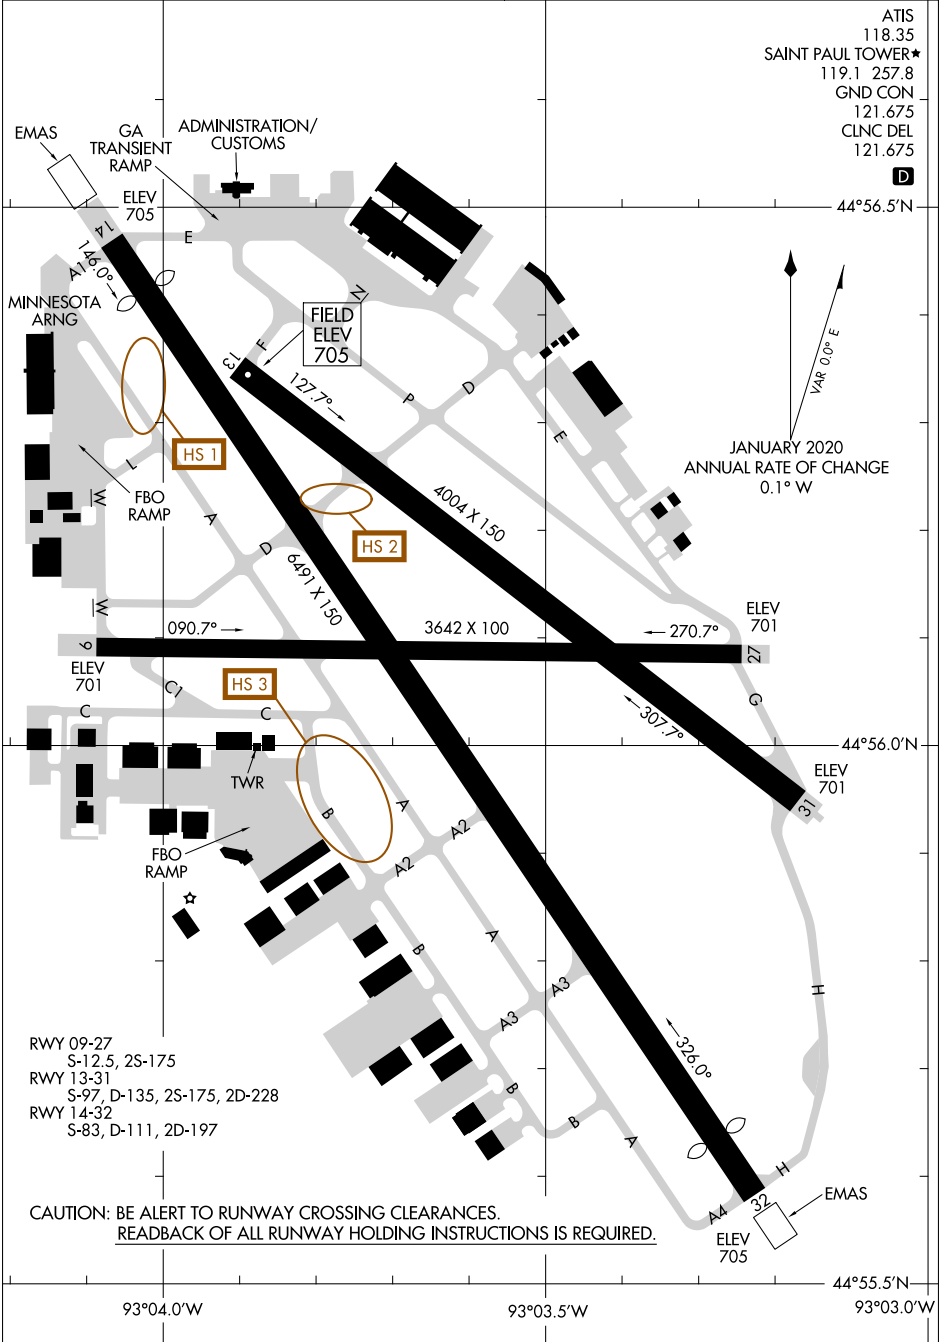 ATIS
118.35
SAINT PAUL TOWER★
119.1 257.8
GND CON
121.675
CLNC DEL
121.675
D
EMAS
GA
TRANSIENT
RAMP
ADMINISTRATION/
CUSTOMS
ELEV
705
44°56.5'N
14
E
146.0°
A1
MINNESOTA
ARNG
N
FIELD
ELEV
705
F
13
127.7°
P
D
E
VAR 0.0° E
JANUARY 2020
ANNUAL RATE OF CHANGE
0.1° W
HS 1
L
FBO
RAMP
W
A
4004 X 150
HS 2
D
6491 X 150
W
090.7°
3642 X 100
270.7°
ELEV
701
9
27
ELEV
701
C1
HS 3
C
C
G
307.7°
44°56.0'N
TWR
ELEV
701
31
B
A
A2
A2
FBO
RAMP
A
B
A3
A3
H
RWY 09-27
S-12.5, 2S-175
RWY 13-31
S-97, D-135, 2S-175, 2D-228
RWY 14-32
S-83, D-111, 2D-197
326.0°
B
B
A
H
32
A4
EMAS
ELEV
705
CAUTION: BE ALERT TO RUNWAY CROSSING CLEARANCES.
READBACK OF ALL RUNWAY HOLDING INSTRUCTIONS IS REQUIRED.
44°55.5'N
93°04.0'W
93°03.5'W
93°03.0'W